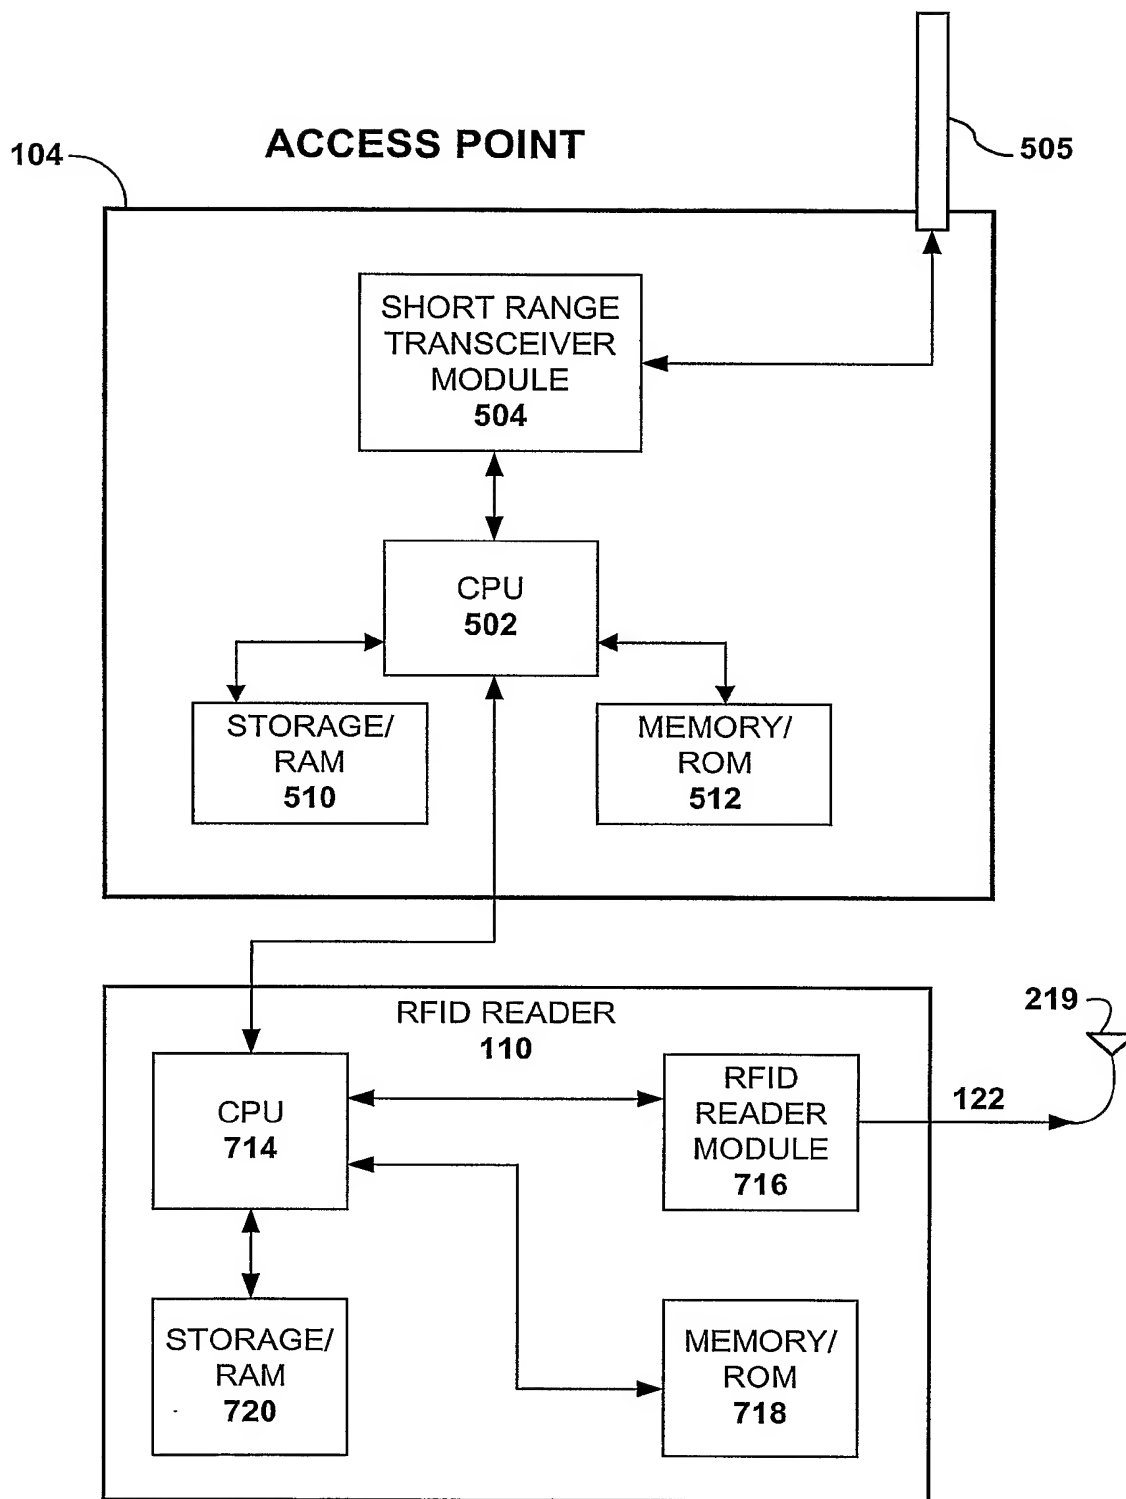 ACCESS POINT
104
505
SHORT RANGE
TRANSCEIVER
MODULE
504
CPU
502
STORAGE/
RAM
510
MEMORY/
ROM
512
RFID READER
110
219
CPU
714
RFID
READER
MODULE
716
122
STORAGE/
RAM
720
MEMORY/
ROM
718